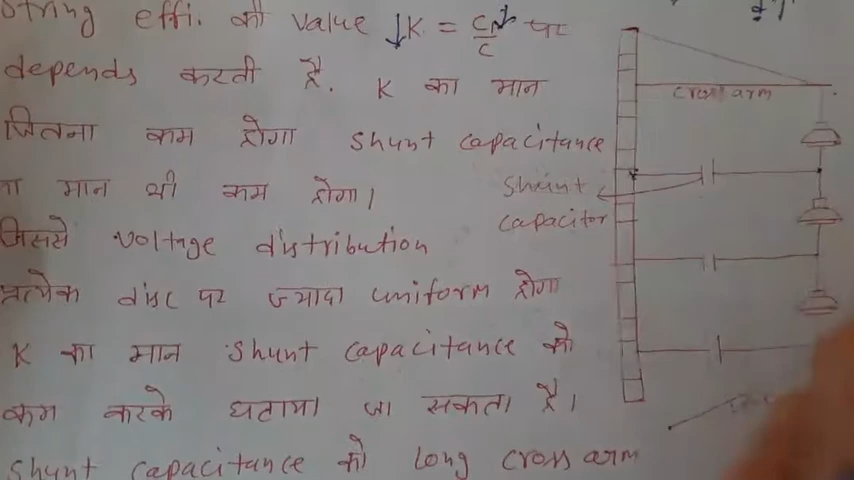 String effi. की value ↓K = CN↓/C पर
depends करती है. K का मान
जितना कम होगा shunt capacitance
का मान भी कम होगा।
जिससे voltage distribution
प्रत्येक disc पर ज्यादा uniform होगा
K का मान shunt capacitance को
कम करके घटाया जा सकता है।
shunt capacitance को long cross arm
cross arm
shunt
capacitor